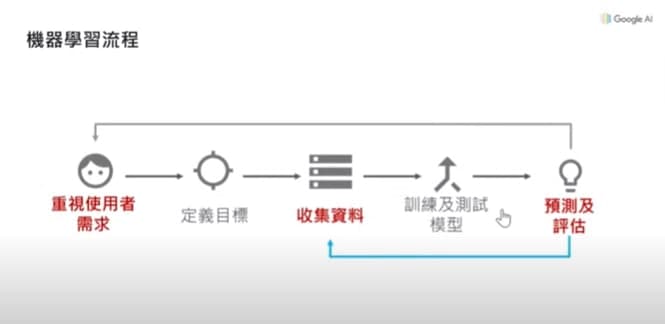 Google AI
機器學習流程
重視使用者
需求
定義目標
收集資料
訓練及測試
模型
預測及
評估